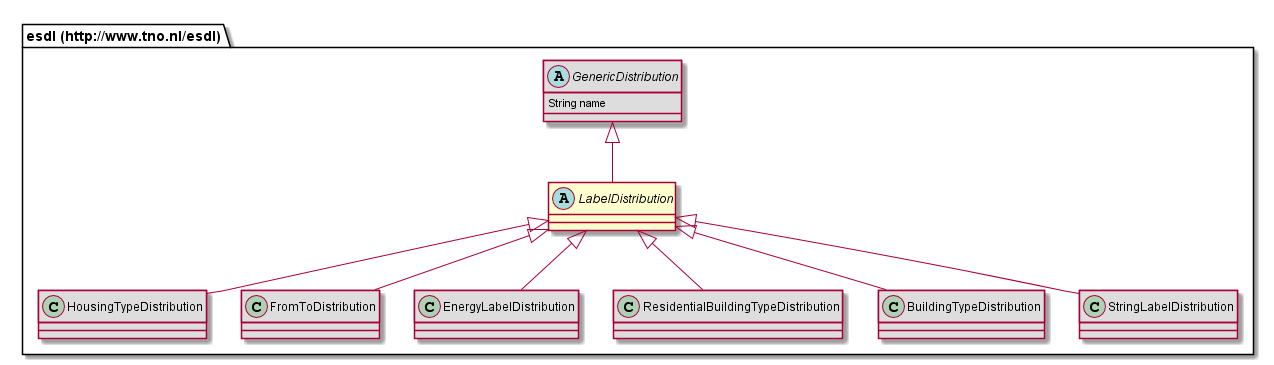 esdl (http://www.tno.nl/esdl)
A GenericDistribution
String name
A LabelDistribution
C HousingTypeDistribution
C FromToDistribution
C EnergyLabelDistribution
C ResidentialBuildingTypeDistribution
C BuildingTypeDistribution
C StringLabelDistribution